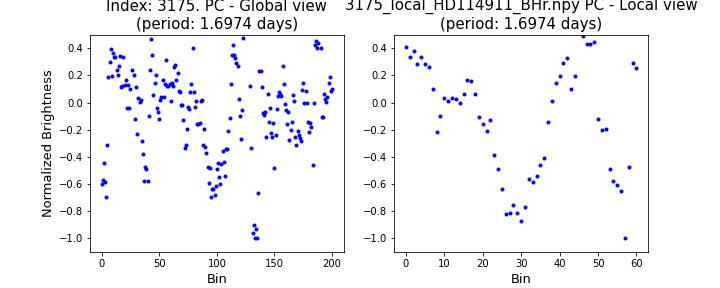 Index: 3175. PC - Global view
(period: 1.6974 days)
3175_local_HD114911_BHr.npy PC - Local view
(period: 1.6974 days)
Normalized Brightness
0.4
0.2
0.0
−0.2
−0.4
−0.6
−0.8
−1.0
0 50 100 150 200
Bin
0.4
0.2
0.0
−0.2
−0.4
−0.6
−0.8
−1.0
0 10 20 30 40 50 60
Bin